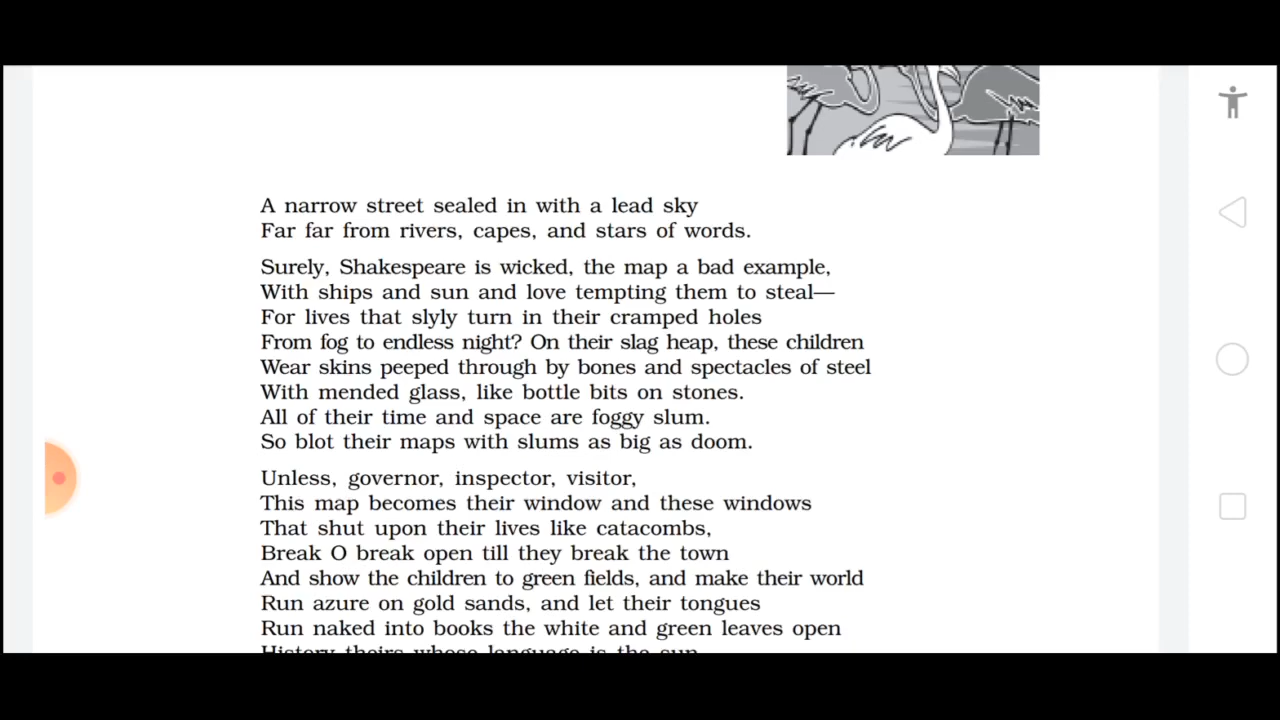 A narrow street sealed in with a lead sky
Far far from rivers, capes, and stars of words.
Surely, Shakespeare is wicked, the map a bad example,
With ships and sun and love tempting them to steal—
For lives that slyly turn in their cramped holes
From fog to endless night? On their slag heap, these children
Wear skins peeped through by bones and spectacles of steel
With mended glass, like bottle bits on stones.
All of their time and space are foggy slum.
So blot their maps with slums as big as doom.
Unless, governor, inspector, visitor,
This map becomes their window and these windows
That shut upon their lives like catacombs,
Break O break open till they break the town
And show the children to green fields, and make their world
Run azure on gold sands, and let their tongues
Run naked into books the white and green leaves open
History theirs whose language is the sun.